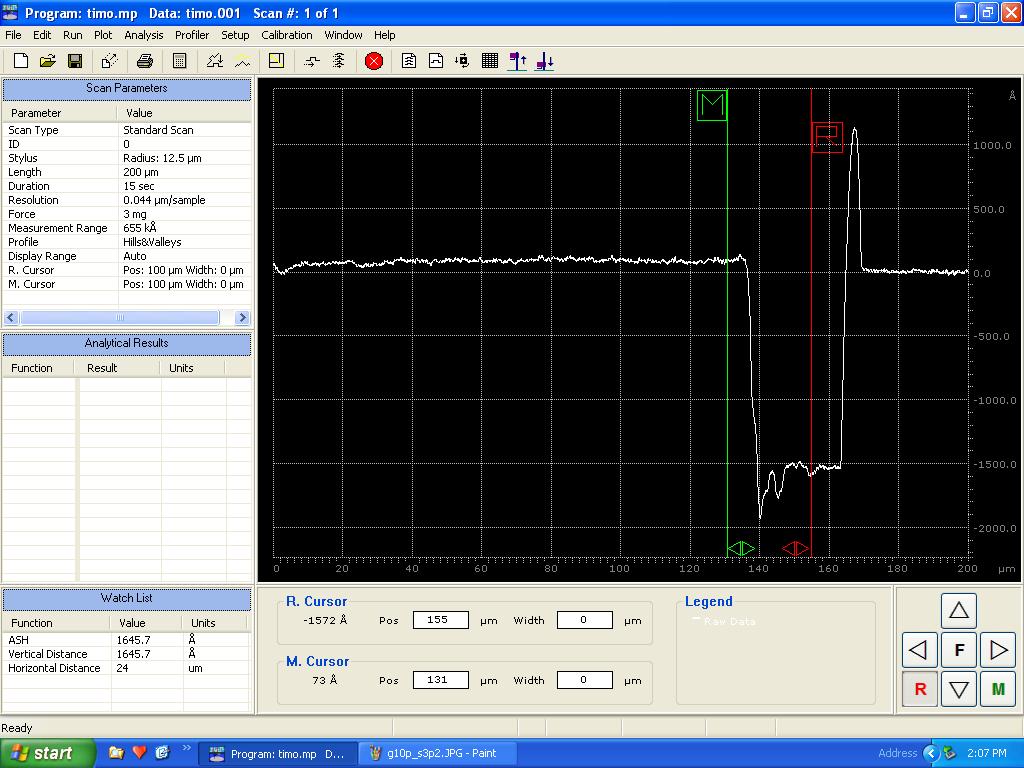 Program: timo.mp   Data: timo.001   Scan #: 1 of 1
File Edit Run Plot Analysis Profiler Setup Calibration Window Help
Scan Parameters
Parameter Value
Scan Type Standard Scan
ID 0
Stylus Radius: 12.5 µm
Length 200 µm
Duration 15 sec
Resolution 0.044 µm/sample
Force 3 mg
Measurement Range 655 kÅ
Profile Hills&Valleys
Display Range Auto
R. Cursor Pos: 100 µm Width: 0 µm
M. Cursor Pos: 100 µm Width: 0 µm
Analytical Results
Function Result Units
Watch List
Function Value Units
ASH 1645.7 Å
Vertical Distance 1645.7 Å
Horizontal Distance 24 um
M
R
Å
1000.0
500.0
0.0
-500.0
-1000.0
-1500.0
-2000.0
0 20 40 60 80 100 120 140 160 180 200 µm
R. Cursor
-1572 Å Pos 155 µm Width 0 µm
M. Cursor
73 Å Pos 131 µm Width 0 µm
Legend
Raw Data
F
R M
Ready
start
Program: timo.mp D...
g10p_s3p2.JPG - Paint
Address
2:07 PM